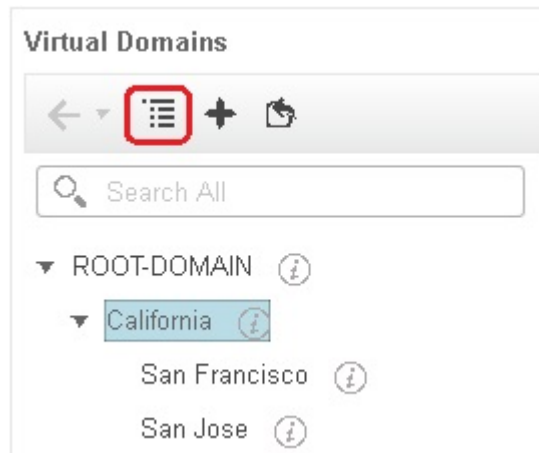 Virtual Domains
Search All
ROOT-DOMAIN i
California i
San Francisco i
San Jose i